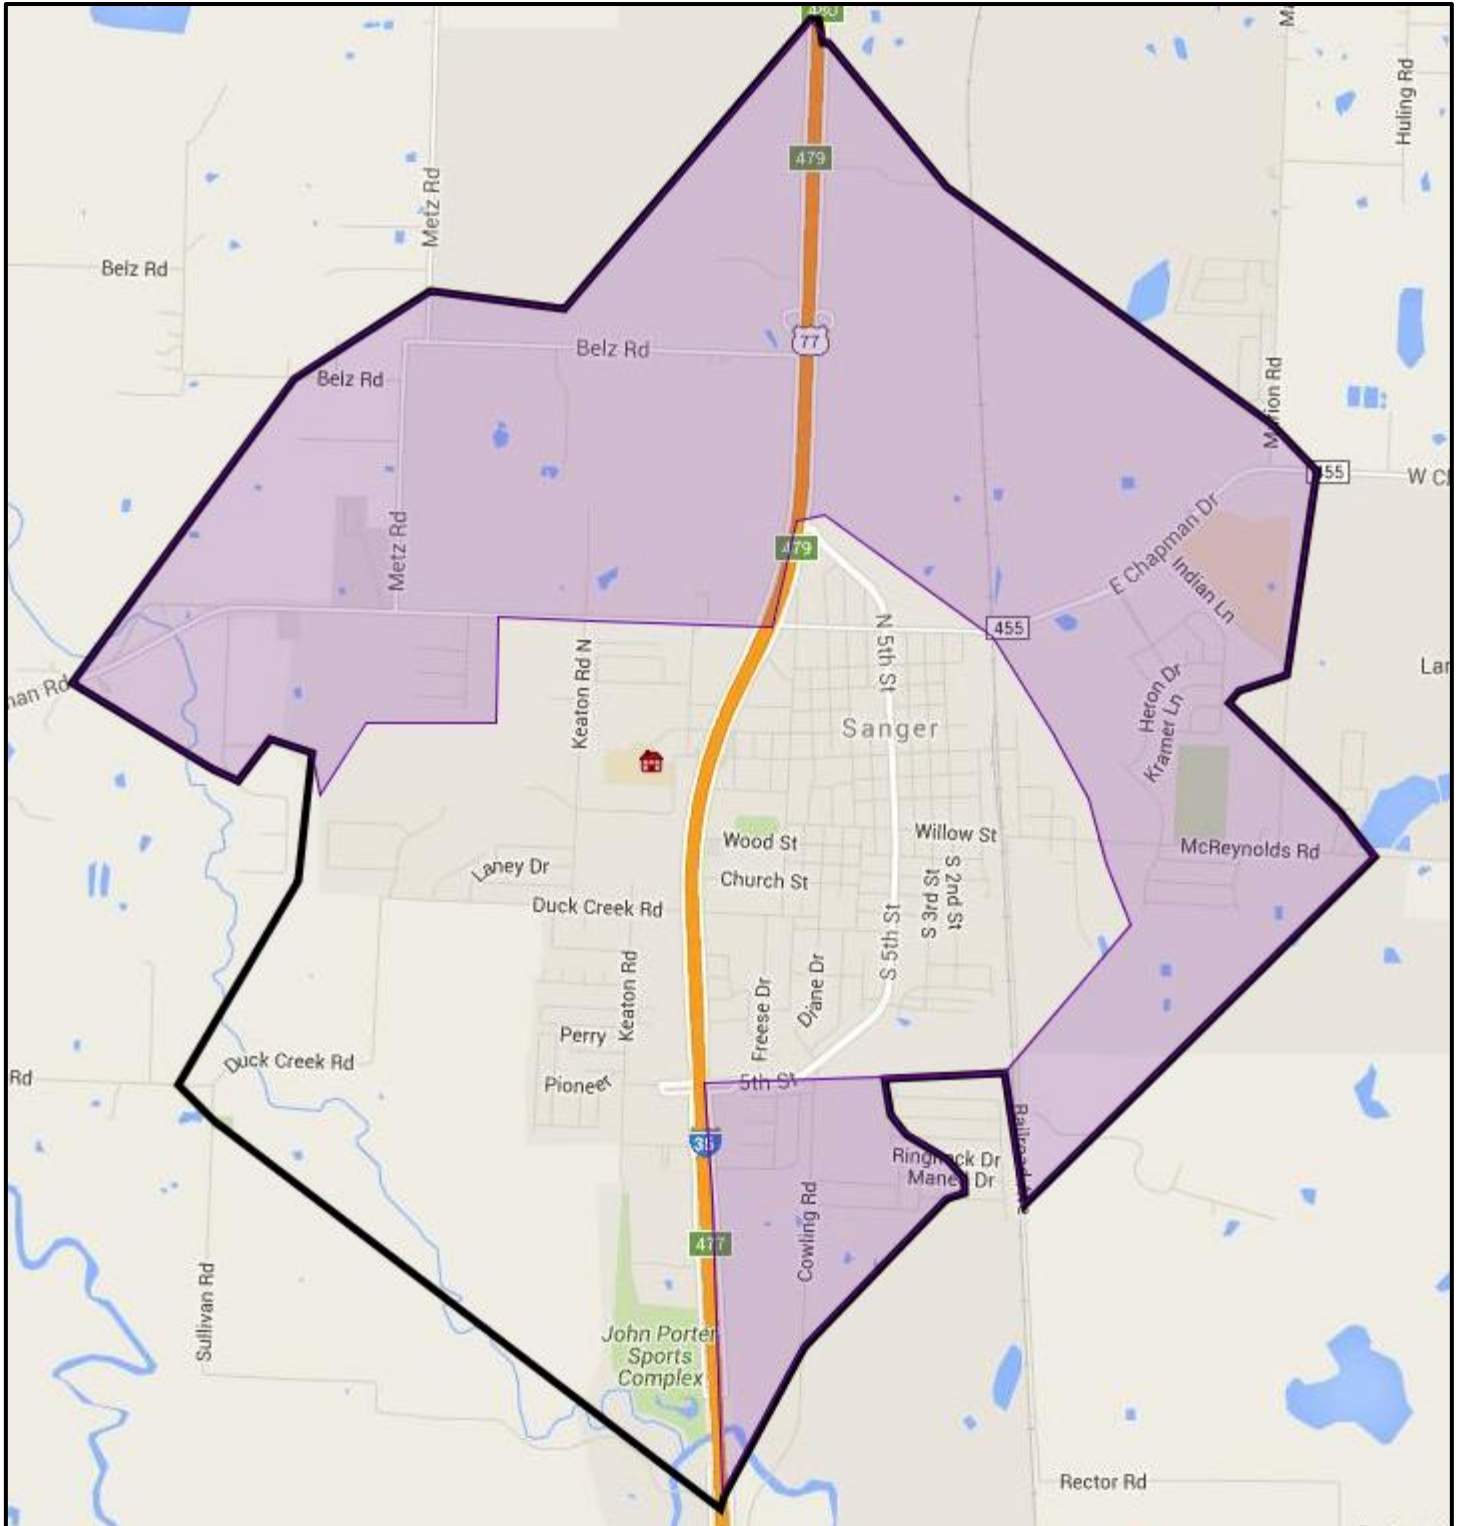 480
Huling Rd
479
Metz Rd
Belz Rd
77
Belz Rd
Belz Rd
Marion Rd
455
W C
Metz Rd
479
E Chapman Dr
Indian Ln
455
N 5th St
Keaton Rd N
Heron Dr
Kramer Ln
Sanger
Wood St
Willow St
McReynolds Rd
Laney Dr
Church St
S 3rd St
S 2nd St
Duck Creek Rd
S 5th St
Keaton Rd
Freese Dr
Diane Dr
Perry
Duck Creek Rd
Rd
Pioneer
5th St
35
Ringneck Dr
Cowling Rd
477
Sullivan Rd
John Porter
Sports
Complex
Rector Rd